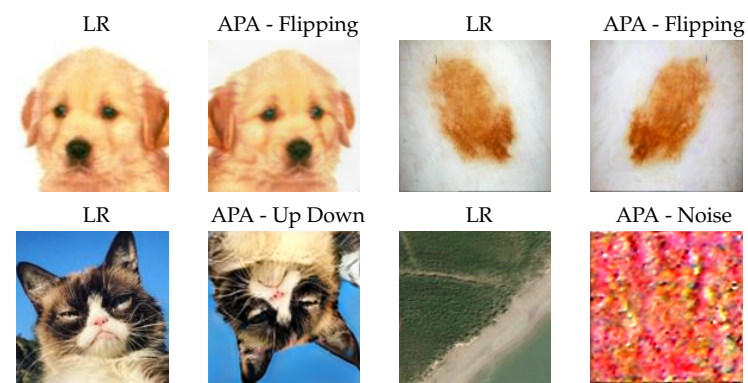 LR
APA - Flipping
LR
APA - Flipping
LR
APA - Up Down
LR
APA - Noise